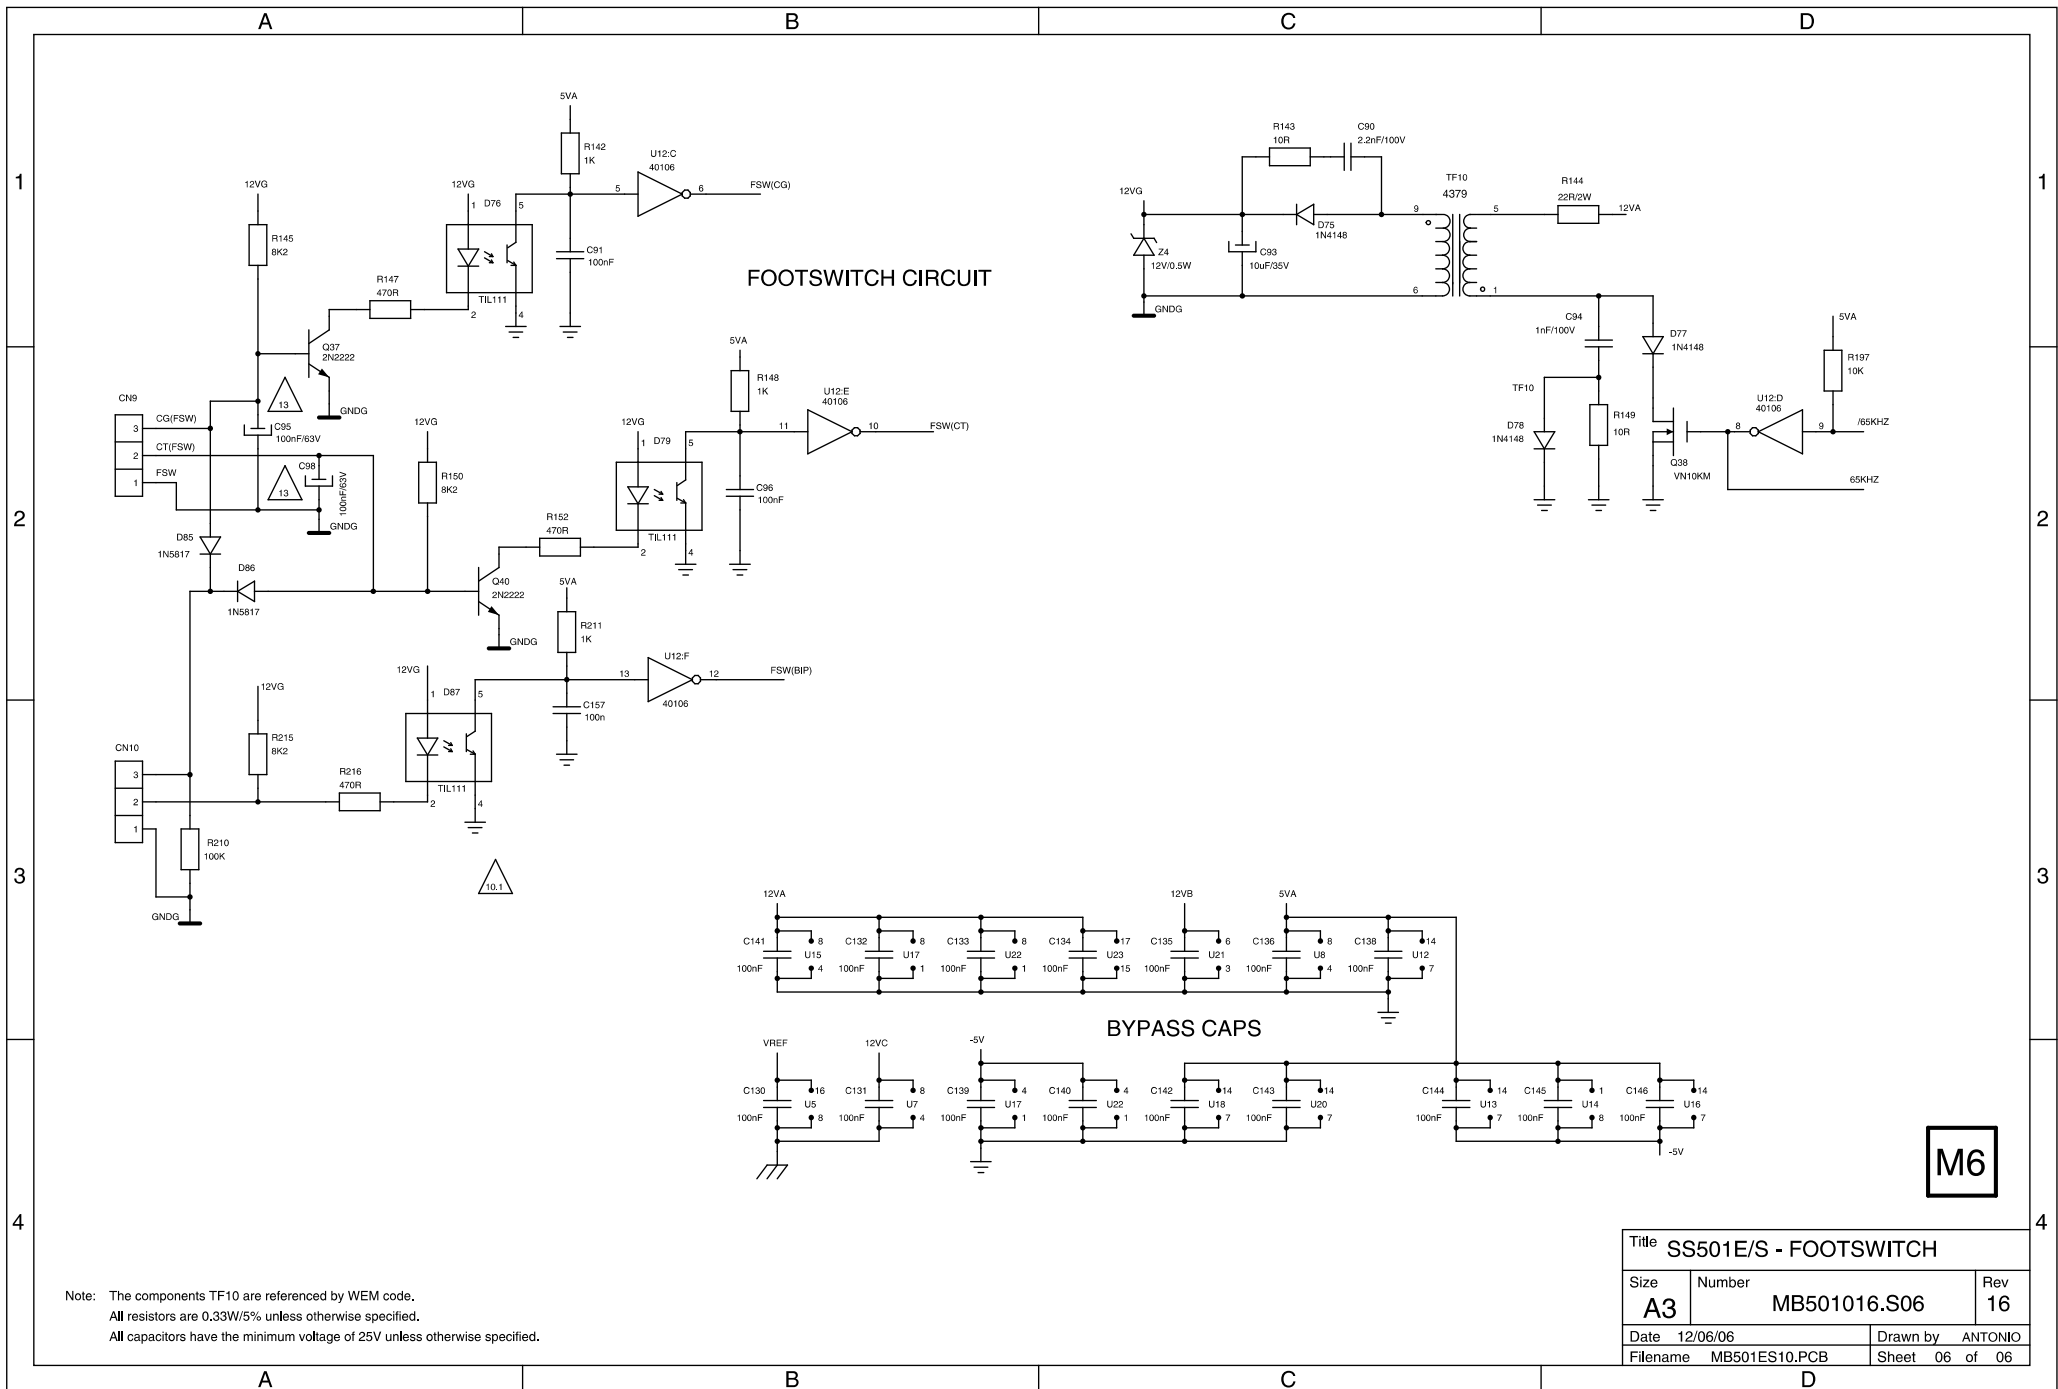 A B C D
1
2
3
4
1
2
3
4
A B C D
5VA
R142
1K
U12:C
40106
5 6 FSW(CG)
12VG
12VG
1 D76 5
R145
8K2
C91
100nF
R147
470R
TIL111
2 4
Q37
2N2222
GNDG
13
FOOTSWITCH CIRCUIT
CN9
3 CG(FSW)
2 CT(FSW)
1 FSW
C95
100nF/63V
C98
100nF/63V
13
GNDG
12VG
R150
8K2
5VA
R148
1K
U12:E
40106
11 10 FSW(CT)
12VG
1 D79 5
C96
100nF
R152
470R
TIL111
2 4
D85
1N5817
D86
1N5817
Q40
2N2222
GNDG
5VA
R211
1K
U12:F
40106
13 12 FSW(BIP)
12VG
1 D87 5
C157
100n
12VG
R215
8K2
CN10
3
2
1
R216
470R
TIL111
2 4
R210
100K
GNDG
10.1
R143
10R
C90
2.2nF/100V
12VG
D75
1N4148
Z4
12V/0.5W
C93
10uF/35V
GNDG
TF10
4379
9 5
6 1
R144
22R/2W
12VA
C94
1nF/100V
D77
1N4148
5VA
R197
10K
TF10
D78
1N4148
R149
10R
U12:D
40106
8 9 /65KHZ
Q38
VN10KM
65KHZ
12VA 12VB 5VA
C141 8 C132 8 C133 8 C134 17 C135 6 C136 8 C138 14
U15 U17 U22 U23 U21 U8 U12
100nF 4 100nF 1 100nF 1 100nF 15 100nF 3 100nF 4 100nF 7
BYPASS CAPS
VREF 12VC -5V
C130 16 C131 8 C139 4 C140 4 C142 14 C143 14 C144 14 C145 1 C146 14
U5 U7 U17 U22 U18 U20 U13 U14 U16
100nF 8 100nF 4 100nF 1 100nF 1 100nF 7 100nF 7 100nF 7 100nF 8 100nF 7
-5V
M6
Note: The components TF10 are referenced by WEM code.
All resistors are 0.33W/5% unless otherwise specified.
All capacitors have the minimum voltage of 25V unless otherwise specified.
Title SS501E/S - FOOTSWITCH
Size Number Rev
A3 MB501016.S06 16
Date 12/06/06 Drawn by ANTONIO
Filename MB501ES10.PCB Sheet 06 of 06